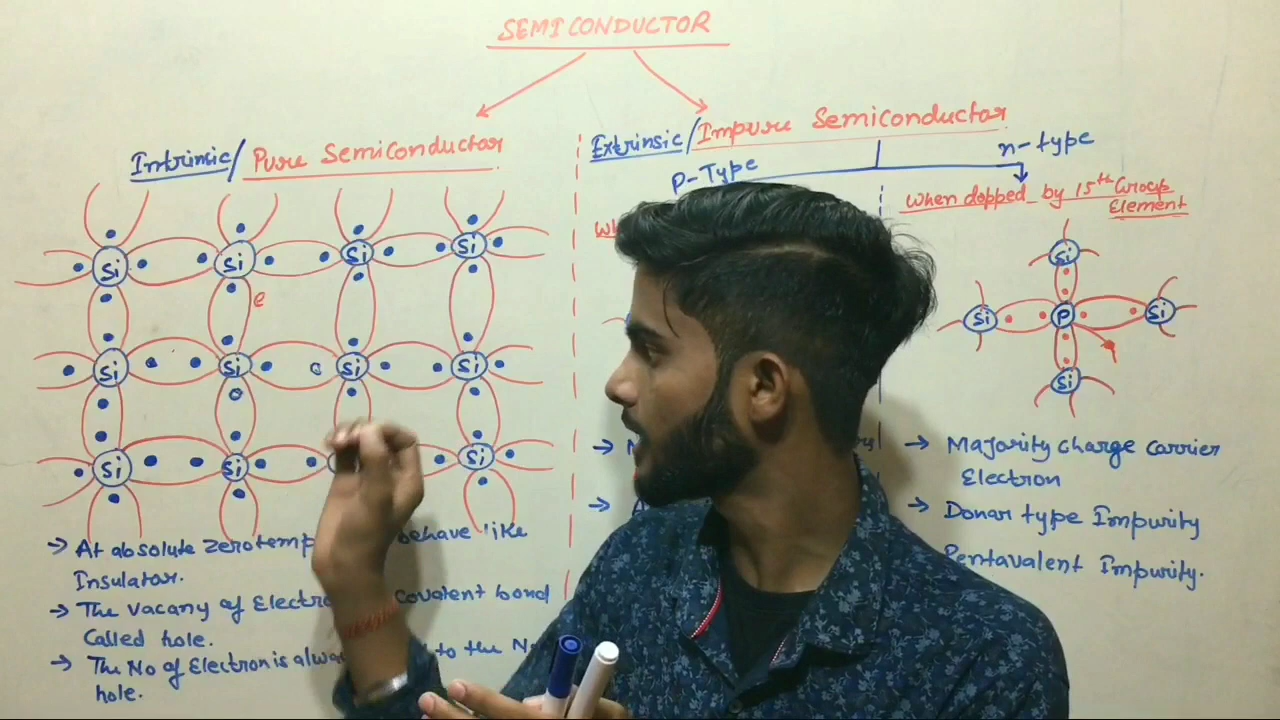 SEMICONDUCTOR
Intrinsic/Pure Semiconductor
Extrinsic/Impure Semiconductor
P-Type
n-type
When dopped by 15th Group
Element
Si Si Si Si
e
Si Si Si Si
Si Si Si
Si
Si P Si
Si
→ At absolute zero temp behave like
Insulator.
→ The vacany of Electro covatent bond
Called hole.
→ The No of Electron is alwa to the N
hole.
→ Majority charge carrier
Electron
→ Donar type Impurity
Pentavalent Impurity.